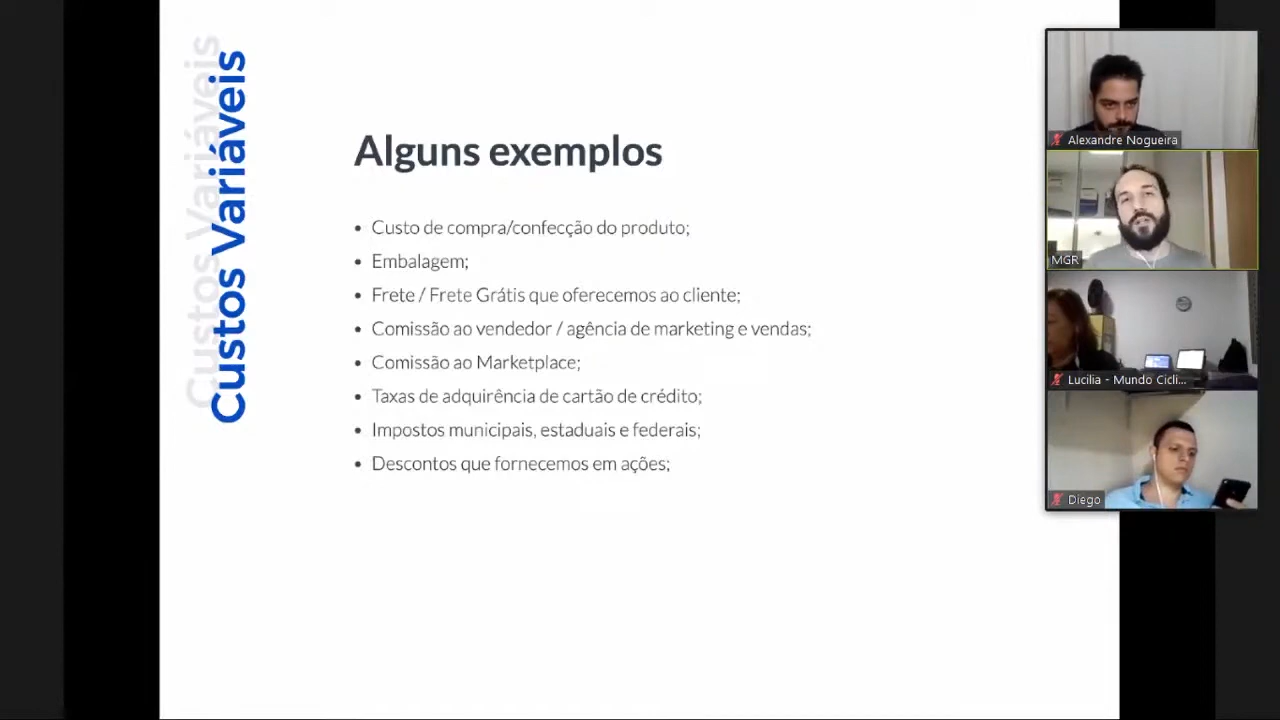 Custos Variáveis
Custos Variáveis
Alguns exemplos
• Custo de compra/confecção do produto;
• Embalagem;
• Frete / Frete Grátis que oferecemos ao cliente;
• Comissão ao vendedor / agência de marketing e vendas;
• Comissão ao Marketplace;
• Taxas de adquirência de cartão de crédito;
• Impostos municipais, estaduais e federais;
• Descontos que fornecemos em ações;
Alexandre Nogueira
MGR
Lucilia - Mundo Cicli...
Diego